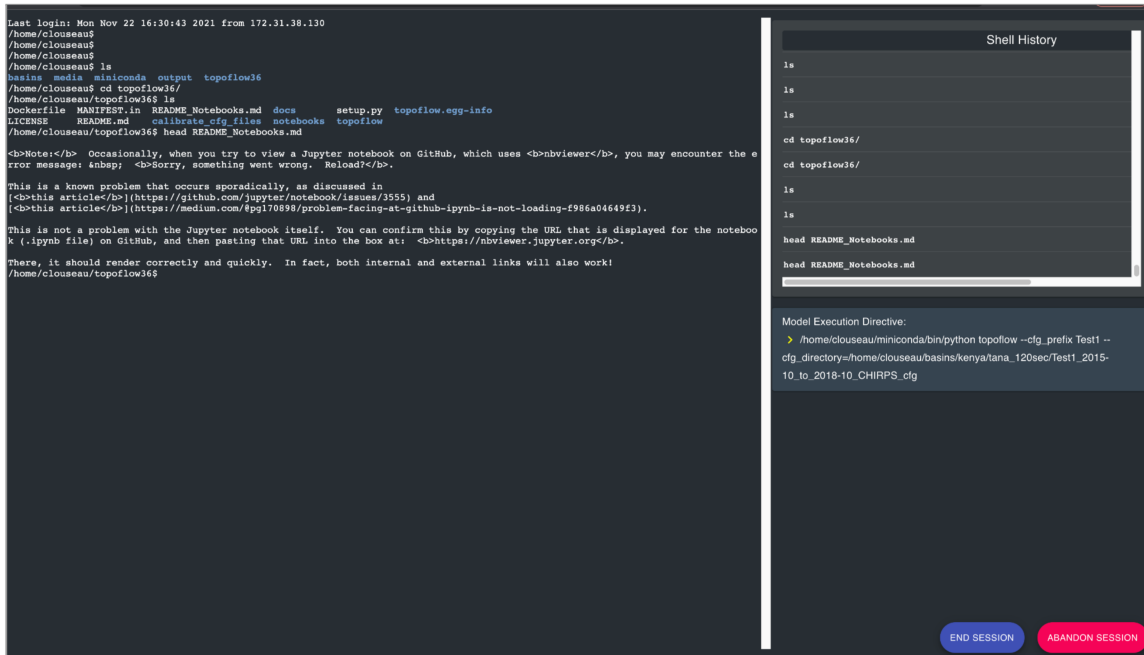 Last login: Mon Nov 22 16:30:43 2021 from 172.31.38.130
/home/clouseau$
/home/clouseau$
/home/clouseau$
/home/clouseau$ ls
basins  media  miniconda  output  topoflow36
/home/clouseau$ cd topoflow36/
/home/clouseau/topoflow36$ ls
Dockerfile  MANIFEST.in  README_Notebooks.md  docs       setup.py  topoflow.egg-info
LICENSE     README.md    calibrate_cfg_files  notebooks  topoflow
/home/clouseau/topoflow36$ head README_Notebooks.md
<b>Note:</b>  Occasionally, when you try to view a Jupyter notebook on GitHub, which uses <b>nbviewer</b>, you may encounter the e
rror message: &nbsp;  <b>Sorry, something went wrong.  Reload?</b>.
This is a known problem that occurs sporadically, as discussed in
[<b>this article</b>](https://github.com/jupyter/notebook/issues/3555) and
[<b>this article</b>](https://medium.com/@pg170898/problem-facing-at-github-ipynb-is-not-loading-f986a04649f3).
This is not a problem with the Jupyter notebook itself.  You can confirm this by copying the URL that is displayed for the noteboo
k (.ipynb file) on GitHub, and then pasting that URL into the box at:  <b>https://nbviewer.jupyter.org</b>.
There, it should render correctly and quickly.  In fact, both internal and external links will also work!
/home/clouseau/topoflow36$
Shell History
ls
ls
ls
cd topoflow36/
cd topoflow36/
ls
ls
head README_Notebooks.md
head README_Notebooks.md
Model Execution Directive:
> /home/clouseau/miniconda/bin/python topoflow --cfg_prefix Test1 --
cfg_directory=/home/clouseau/basins/kenya/tana_120sec/Test1_2015-
10_to_2018-10_CHIRPS_cfg
END SESSION
ABANDON SESSION